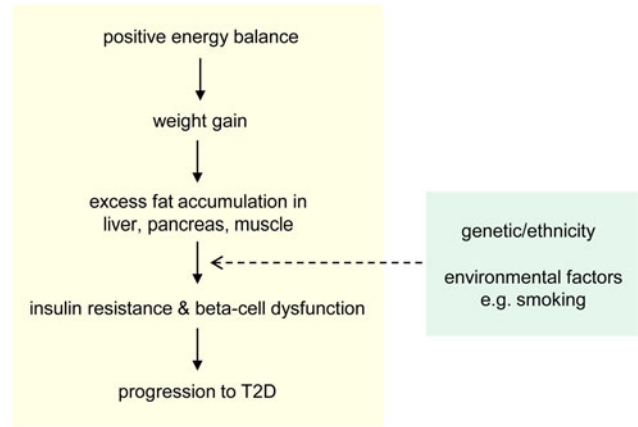 positive energy balance
weight gain
excess fat accumulation in
liver, pancreas, muscle
genetic/ethnicity
environmental factors
e.g. smoking
insulin resistance & beta-cell dysfunction
progression to T2D